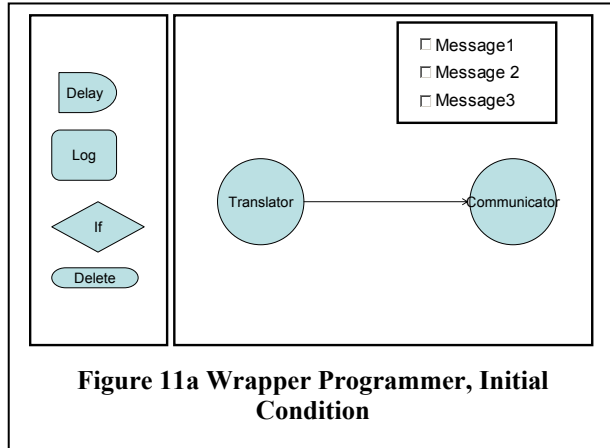 Delay
Log
If
Delete
Message1
Message 2
Message3
Translator
Communicator
Figure 11a Wrapper Programmer, Initial
Condition